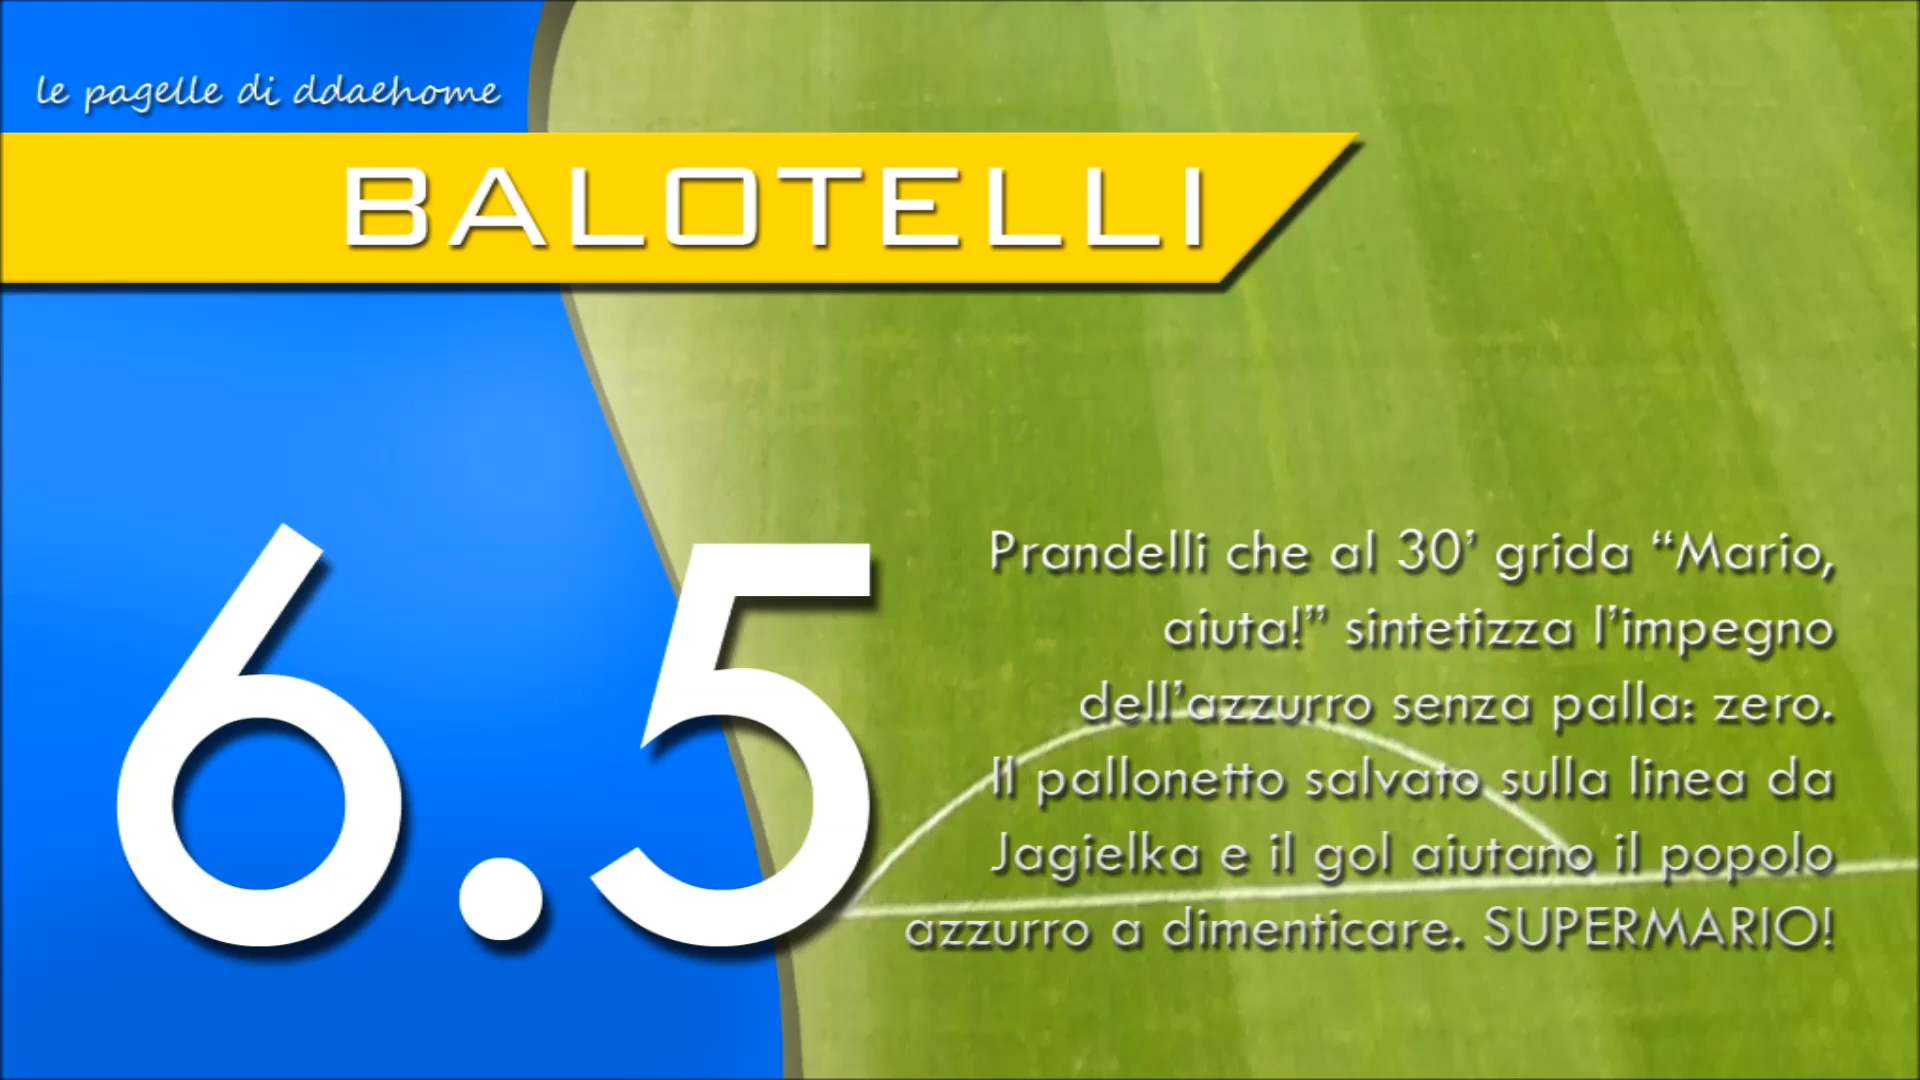 le pagelle di ddaehome
BALOTELLI
6.5
Prandelli che al 30’ grida “Mario,
aiuta!” sintetizza l’impegno
dell’azzurro senza palla: zero.
Il pallonetto salvato sulla linea da
Jagielka e il gol aiutano il popolo
azzurro a dimenticare. SUPERMARIO!